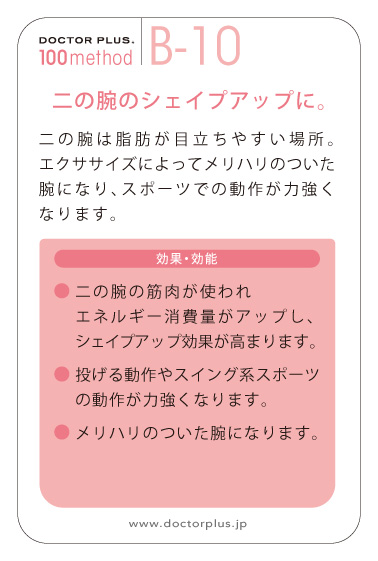 DOCTOR PLUS.
100method
B-10
二の腕のシェイプアップに。
二の腕は脂肪が目立ちやすい場所。
エクササイズによってメリハリのついた
腕になり、スポーツでの動作が力強く
なります。
効果・効能
● 二の腕の筋肉が使われ
エネルギー消費量がアップし、
シェイプアップ効果が高まります。
● 投げる動作やスイング系スポーツ
の動作が力強くなります。
● メリハリのついた腕になります。
www.doctorplus.jp